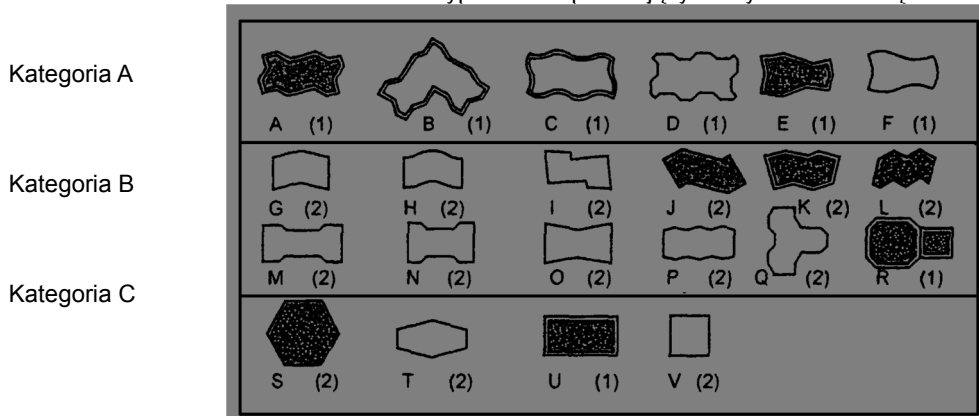 Kategoria A
A (1) B (1) C (1) D (1) E (1) F (1)
Kategoria B
G (2) H (2) I (2) J (2) K (2) L (2)
M (2) N (2) O (2) P (2) Q (2) R (1)
Kategoria C
S (2) T (2) U (1) V (2)